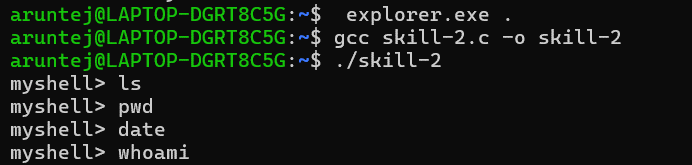 aruntej@LAPTOP-DGRT8C5G:~$  explorer.exe .
aruntej@LAPTOP-DGRT8C5G:~$ gcc skill-2.c -o skill-2
aruntej@LAPTOP-DGRT8C5G:~$ ./skill-2
myshell> ls
myshell> pwd
myshell> date
myshell> whoami